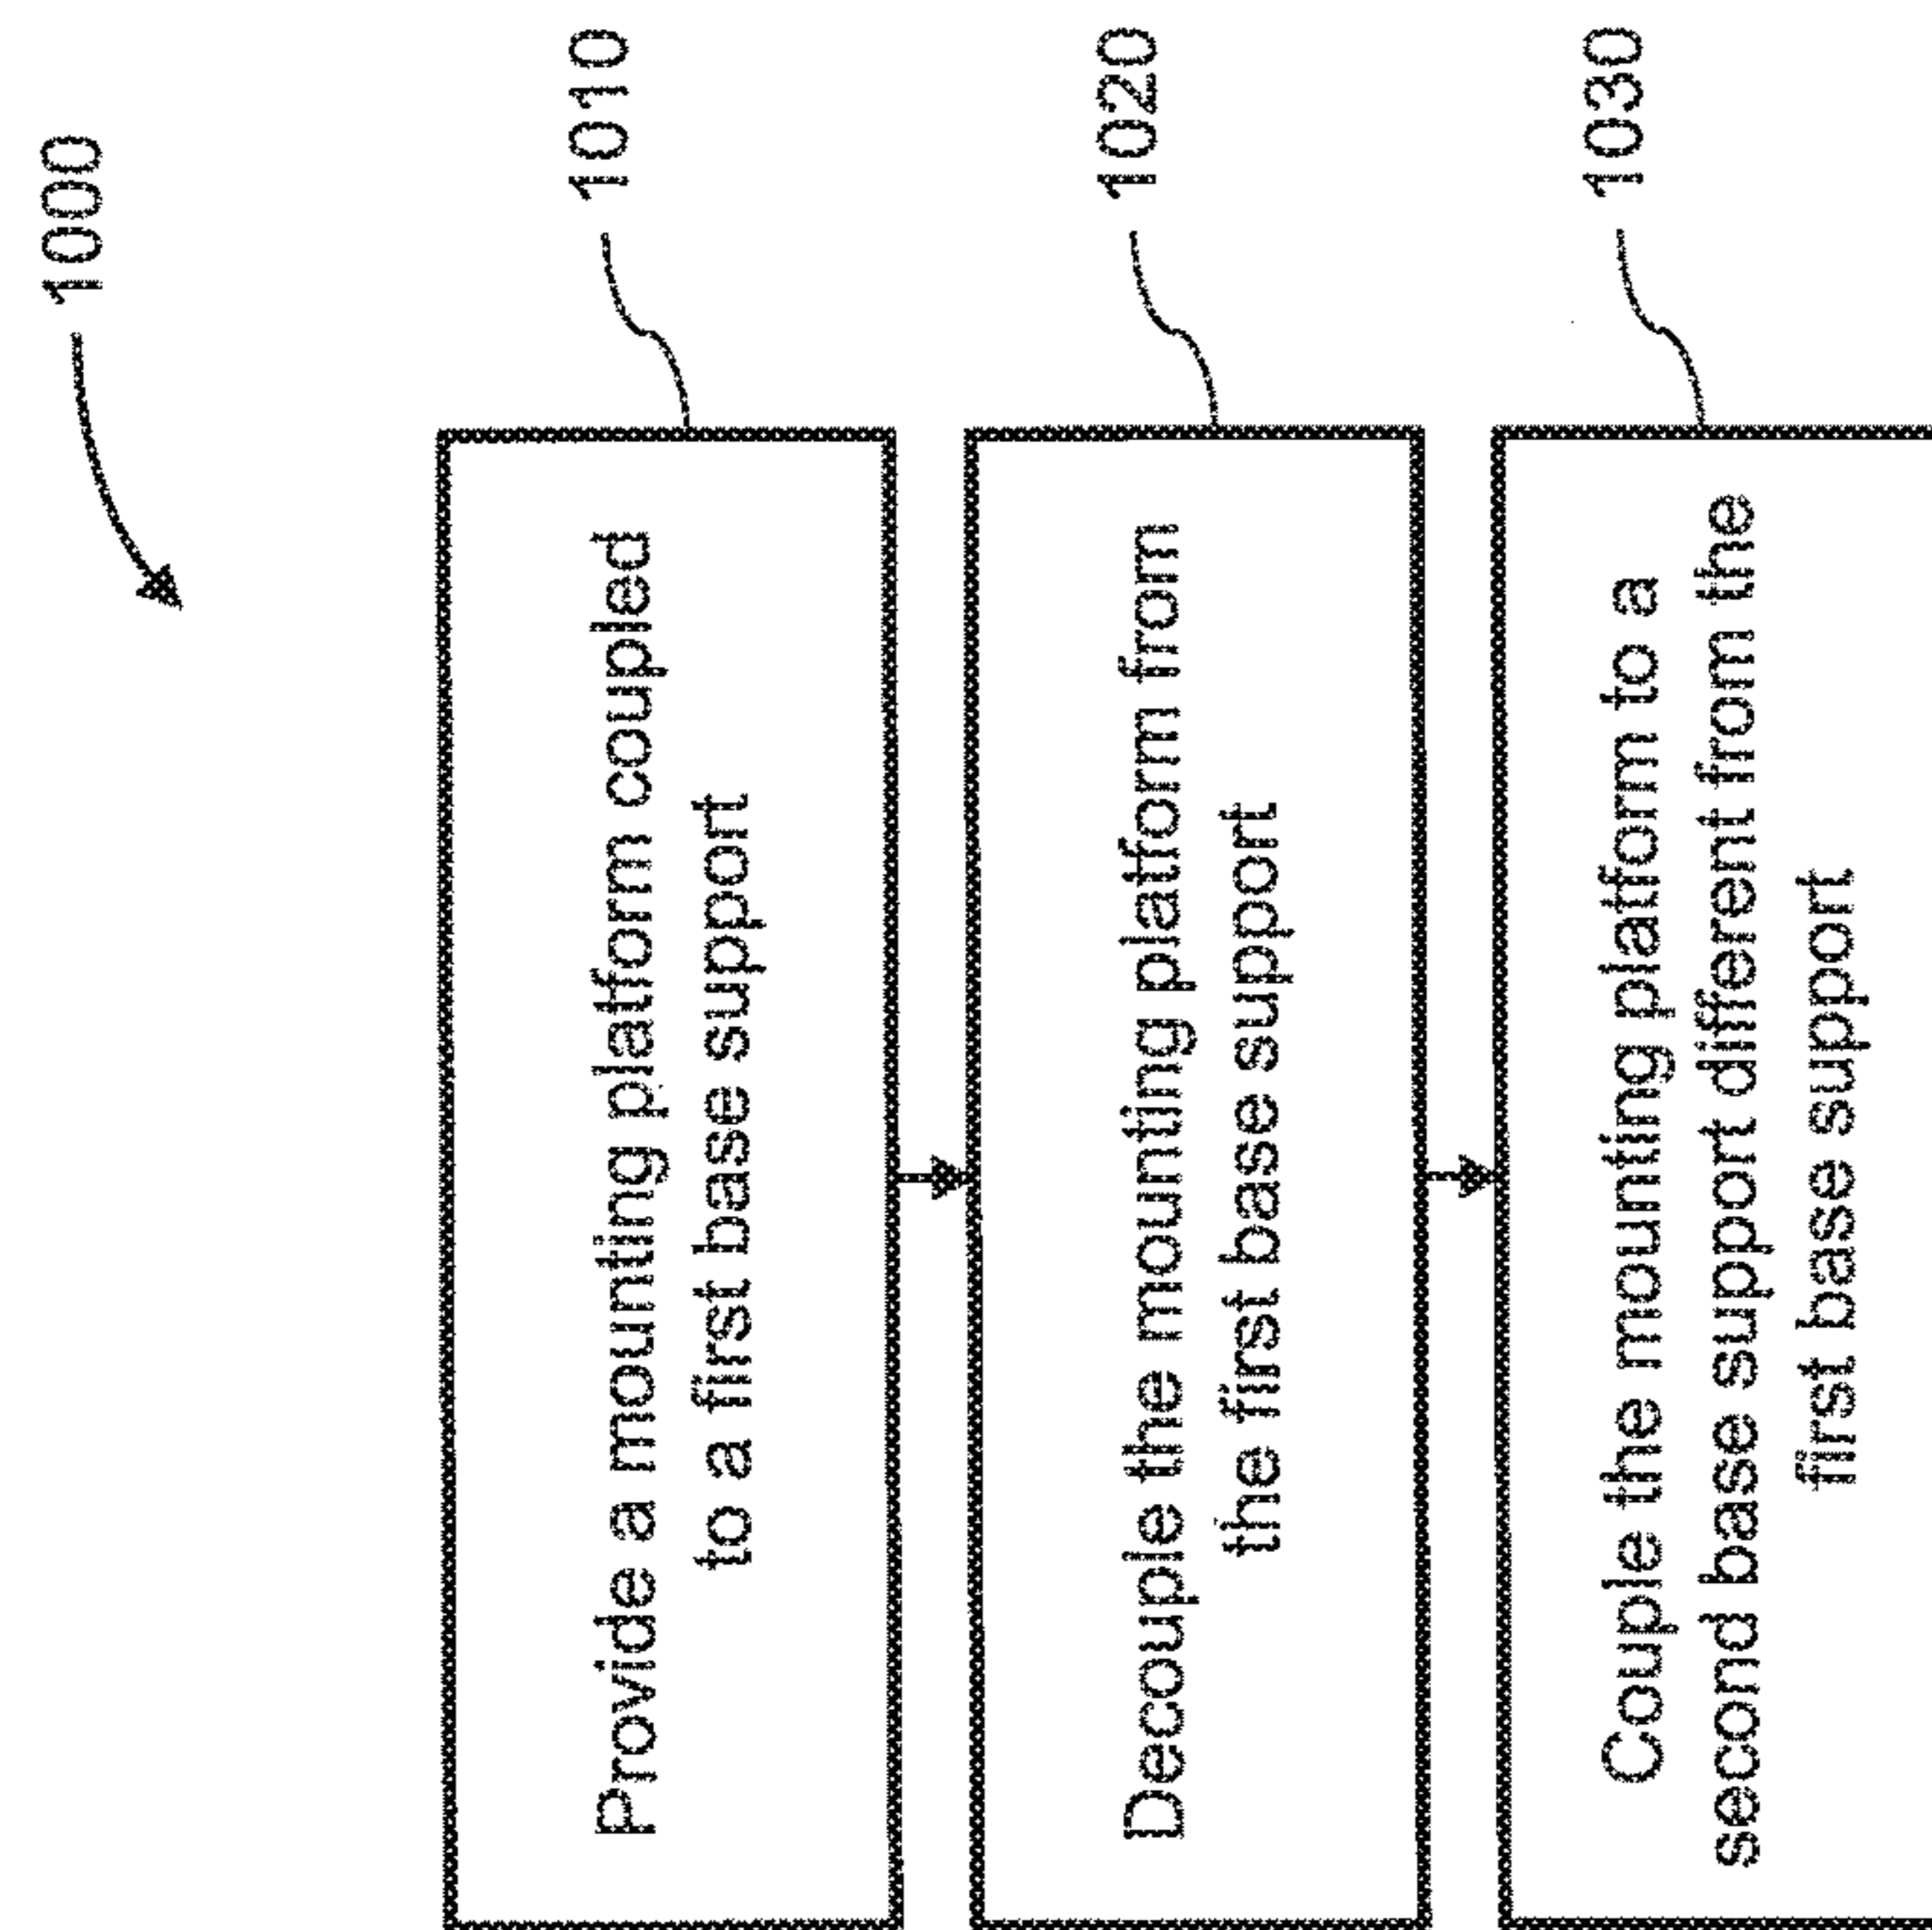 1000
Provide a mounting platform coupled
to a first base support
1010
Decouple the mounting platform from
the first base support
1020
Couple the mounting platform to a
second base support different from the
first base support
1030